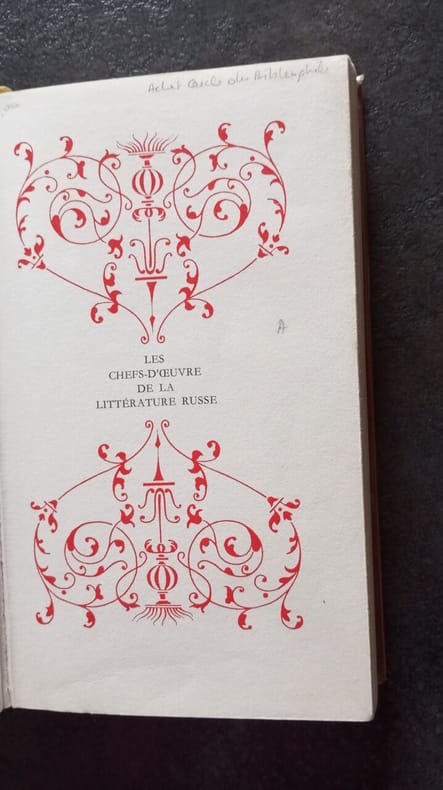 Achat Cercle du Bibliophile
A
LES
CHEFS-D'ŒUVRE
DE LA
LITTÉRATURE RUSSE